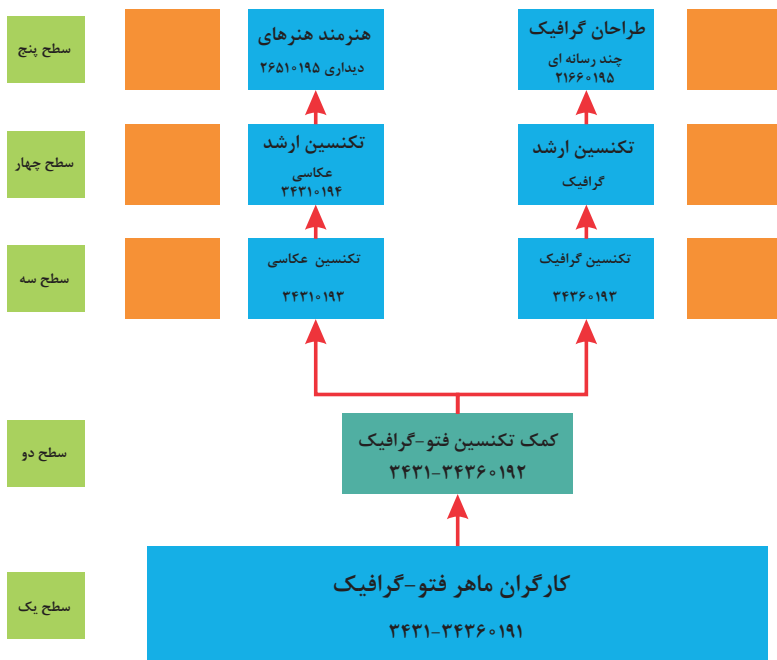 سطح پنج
طراحان گرافیک
چند رسانه ای
۲۱۶۶۰۱۹۵
هنرمند هنرهای
دیداری ۲۶۵۱۰۱۹۵
سطح چهار
تکنسین ارشد
گرافیک
تکنسین ارشد
عکاسی
۳۴۳۱۰۱۹۴
سطح سه
تکنسین گرافیک
۳۴۳۶۰۱۹۳
تکنسین عکاسی
۳۴۳۱۰۱۹۳
سطح دو
کمک تکنسین فتو-گرافیک
۳۴۳۱-۳۴۳۶۰۱۹۲
سطح یک
کارگران ماهر فتو-گرافیک
۳۴۳۱-۳۴۳۶۰۱۹۱